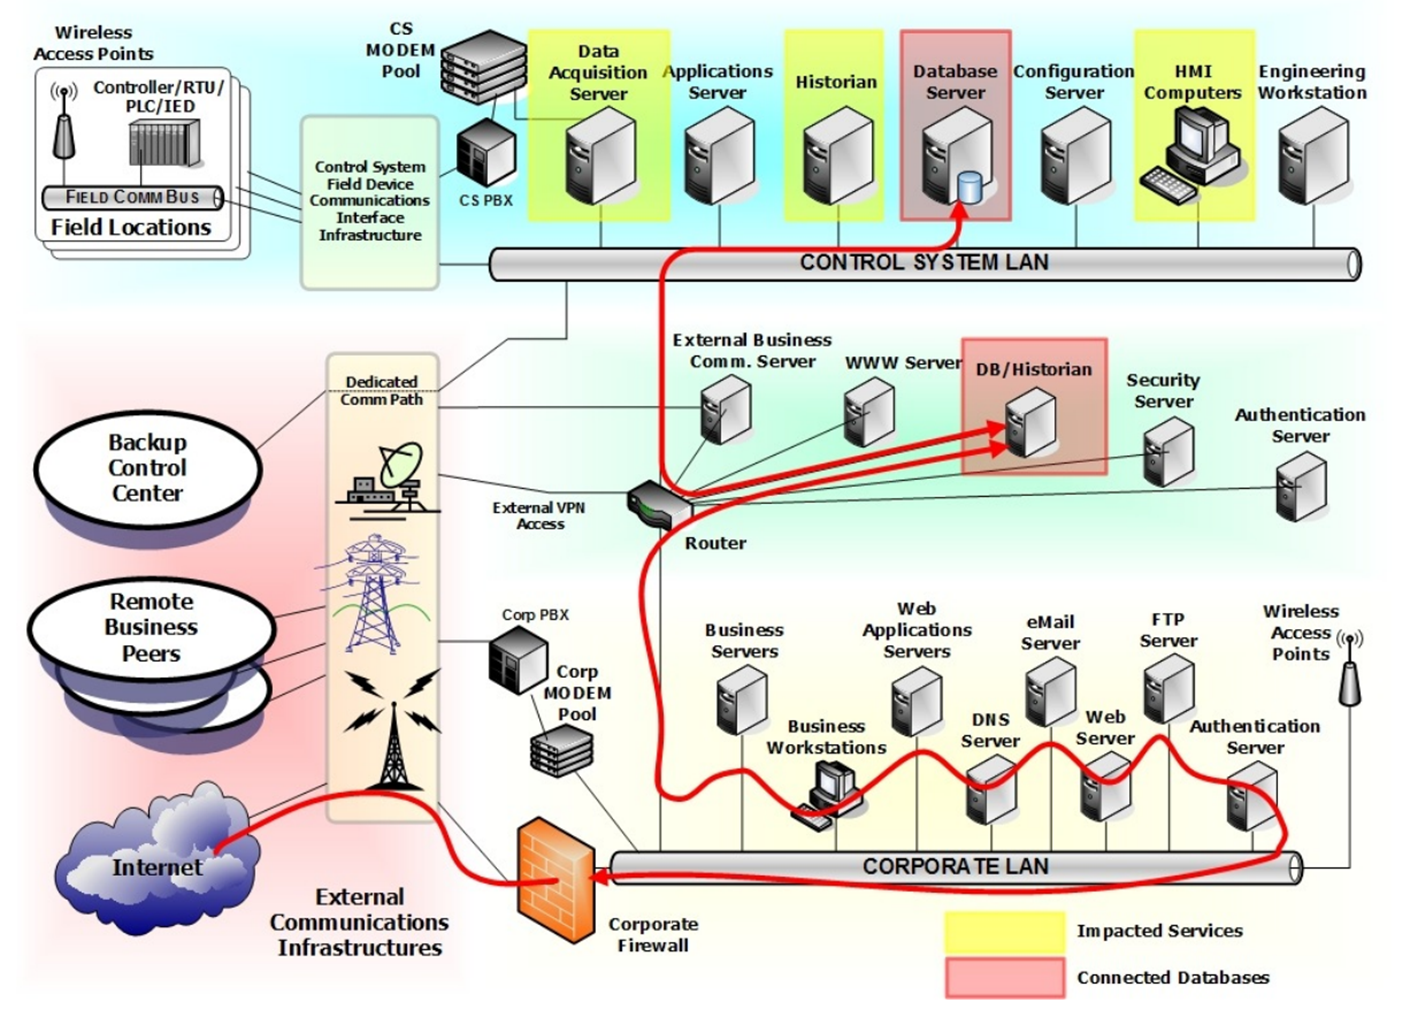 Wireless
Access Points
Controller/RTU/
PLC/IED
FIELD COMM BUS
Field Locations
Control System
Field Device
Communications
Interface
Infrastructure
CS
MODEM
Pool
CS PBX
Data
Acquisition
Server
Applications
Server
Historian
Database
Server
Configuration
Server
HMI
Computers
Engineering
Workstation
CONTROL SYSTEM LAN
Dedicated
Comm Path
Backup
Control
Center
External VPN
Access
External Business
Comm. Server
WWW Server
DB/Historian
Security
Server
Authentication
Server
Router
Remote
Business
Peers
Corp PBX
Corp
MODEM
Pool
Business
Servers
Business
Workstations
Web
Applications
Servers
DNS
Server
eMail
Server
Web
Server
FTP
Server
Authentication
Server
Wireless
Access
Points
Internet
External
Communications
Infrastructures
Corporate
Firewall
CORPORATE LAN
Impacted Services
Connected Databases